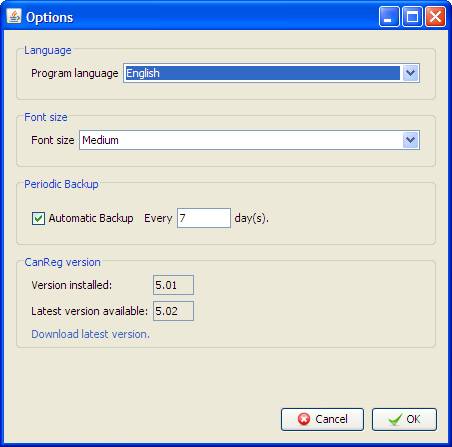 Options
Language
Program language English
Font size
Font size Medium
Periodic Backup
Automatic Backup Every 7 day(s).
CanReg version
Version installed: 5.01
Latest version available: 5.02
Download latest version.
Cancel OK